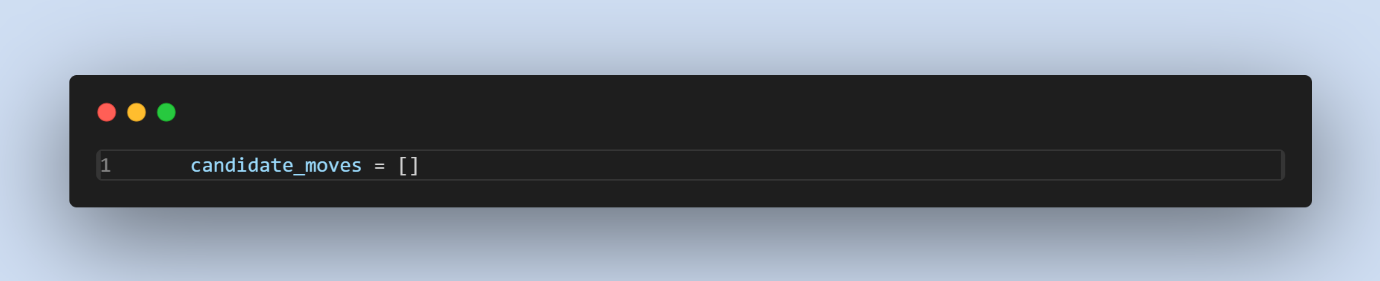 1 candidate_moves = []